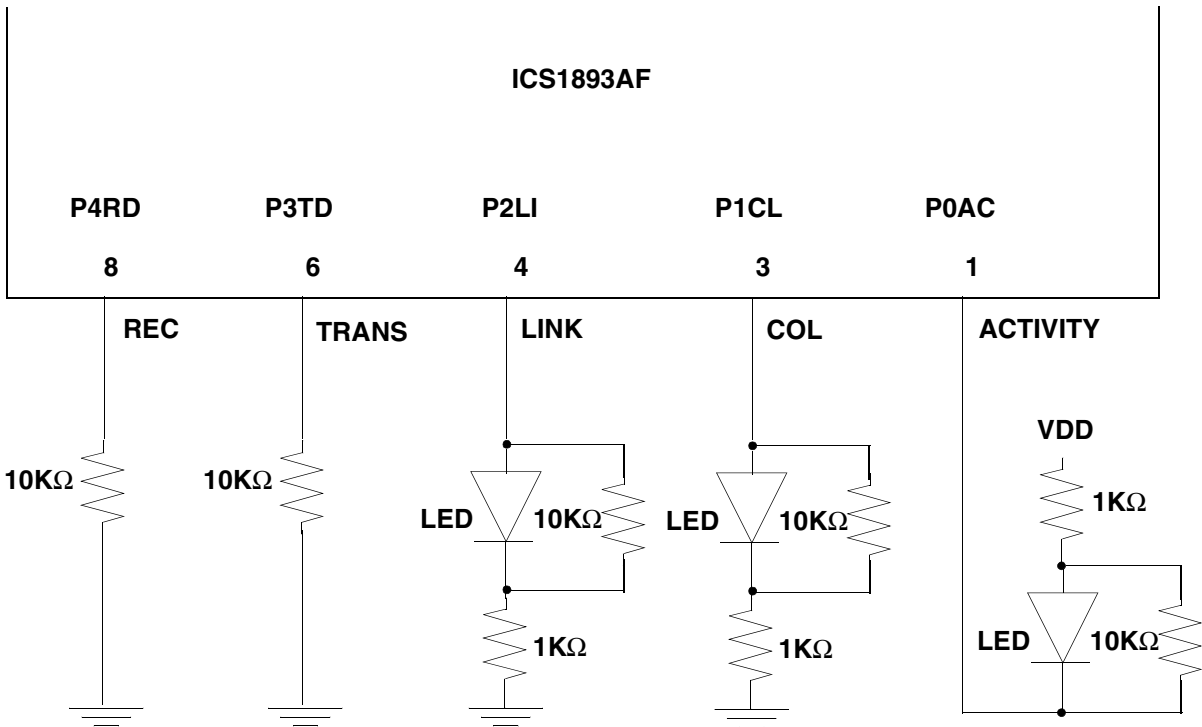 ICS1893AF
P4RD P3TD P2LI P1CL P0AC
8 6 4 3 1
REC TRANS LINK COL ACTIVITY
VDD
10KΩ 10KΩ 1KΩ
LED 10KΩ LED 10KΩ
1KΩ 1KΩ LED 10KΩ